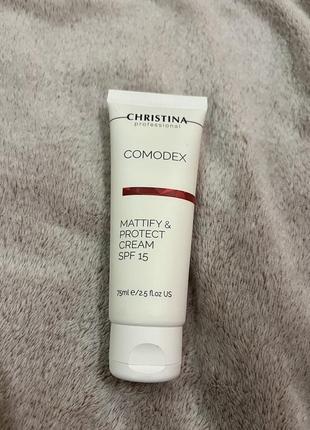 CHRISTINA
professional
COMODEX
MATTIFY &
PROTECT
CREAM
SPF 15
75ml e/2.5 fl.oz US